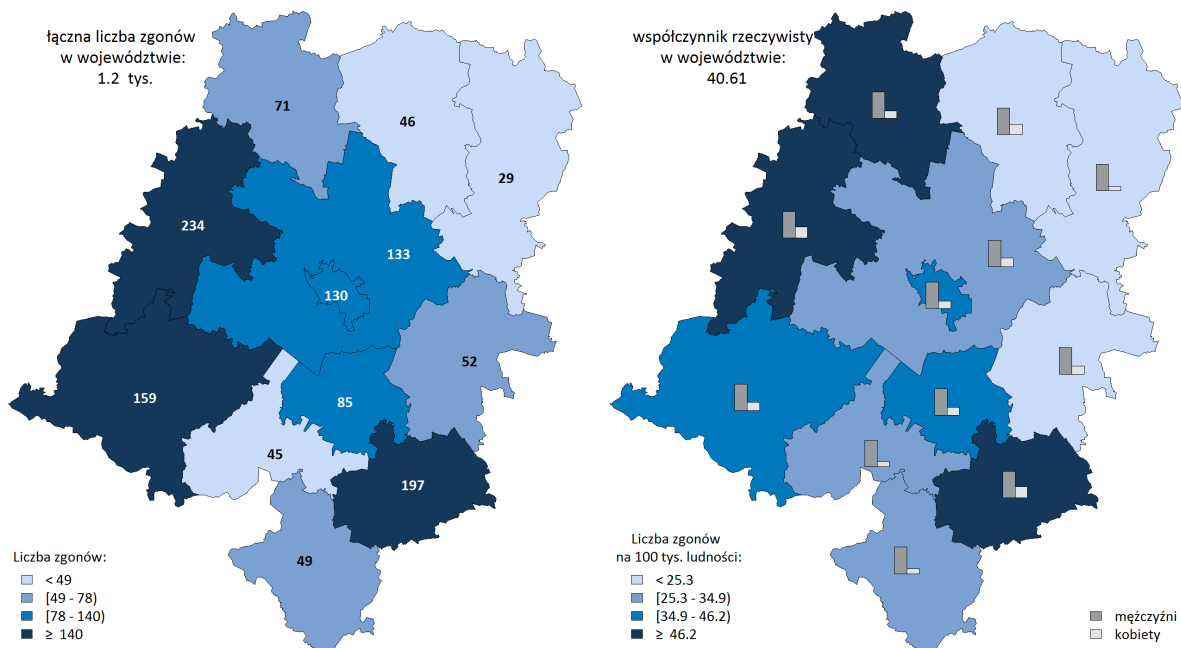 łączna liczba zgonów
w województwie:
1.2 tys.
71
46
29
234
133
130
52
159
85
45
197
49
Liczba zgonów:
< 49
[49 - 78)
[78 - 140)
≥ 140
współczynnik rzeczywisty
w województwie:
40.61
Liczba zgonów
na 100 tys. ludności:
< 25.3
[25.3 - 34.9)
[34.9 - 46.2)
≥ 46.2
mężczyźni
kobiety